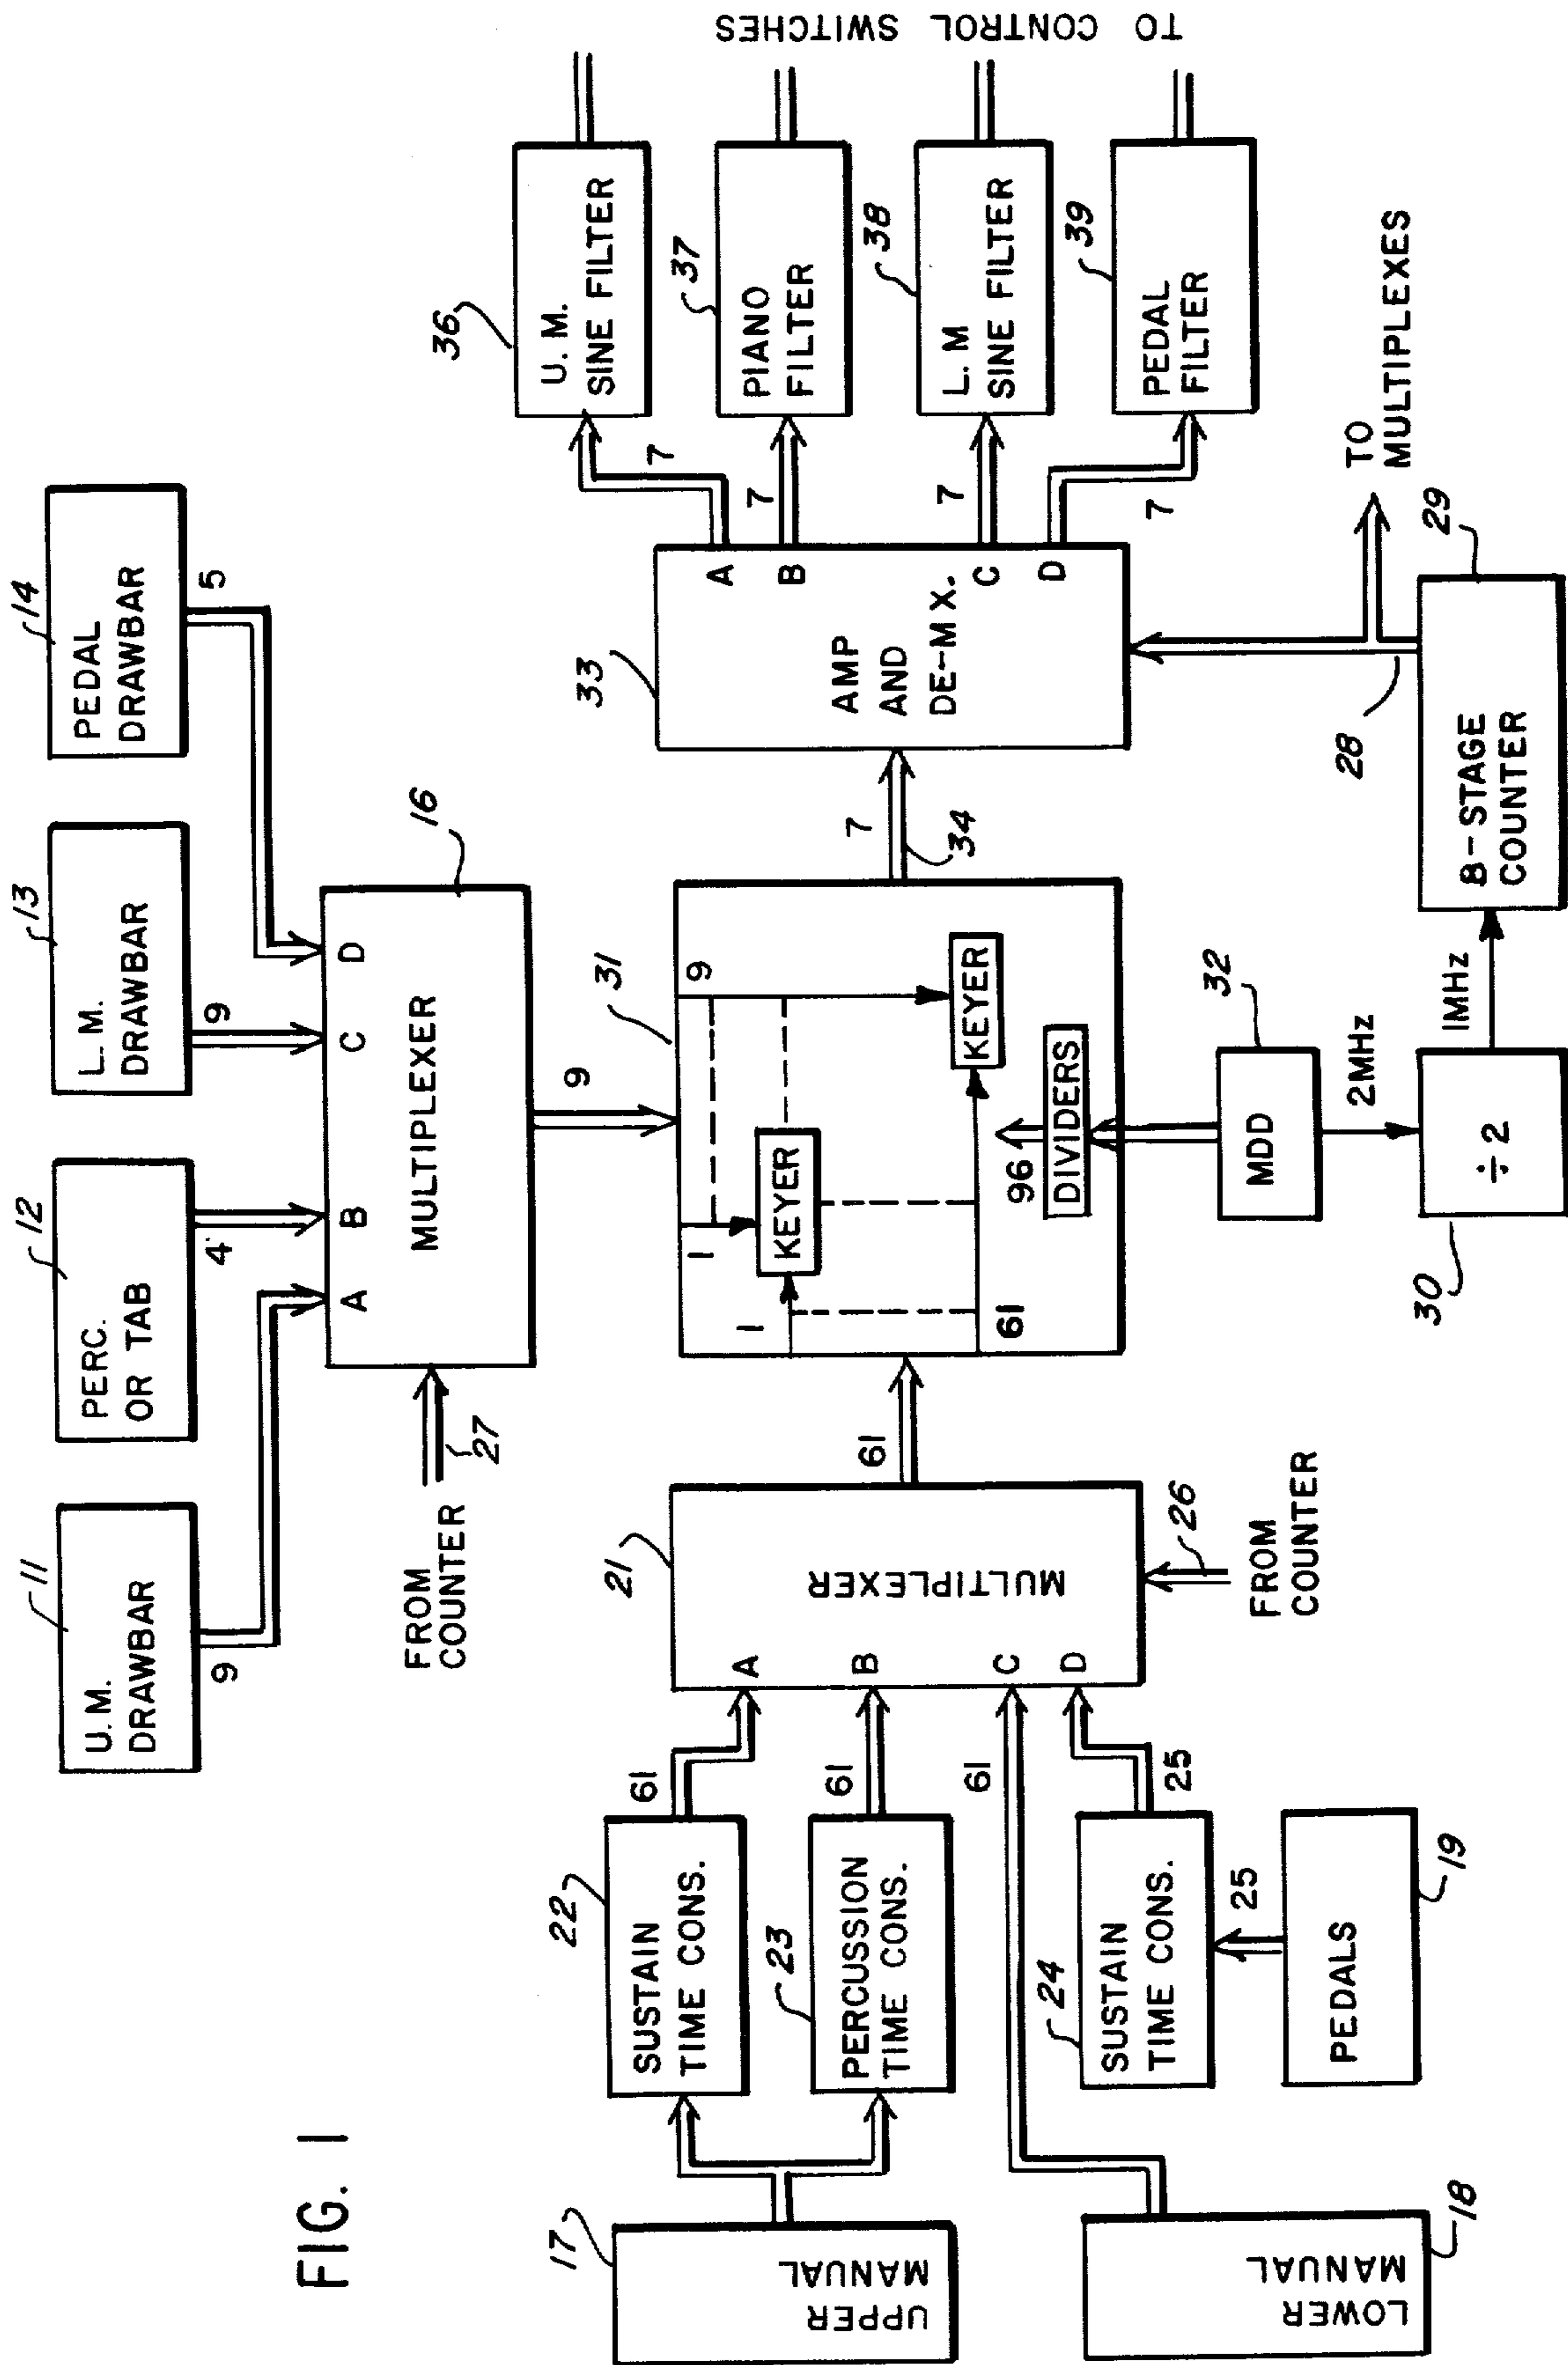 FIG. 1
11
U.M.
DRAWBAR
9
12
PERC.
OR TAB
4
13
L.M.
DRAWBAR
9
14
PEDAL
DRAWBAR
5
A
B
C
D
MULTIPLEXER
16
FROM
COUNTER
27
9
17
UPPER
MANUAL
18
LOWER
MANUAL
22
SUSTAIN
TIME CONS.
61
23
PERCUSSION
TIME CONS.
61
61
24
SUSTAIN
TIME CONS.
25
25
PEDALS
19
21
A
B
C
D
MULTIPLEXER
26
FROM
COUNTER
61
31
1
9
1
KEYER
KEYER
61
96
DIVIDERS
32
MDD
2MHz
÷2
30
1MHz
8-STAGE
COUNTER
29
28
TO
MULTIPLEXES
7
34
33
AMP
AND
DE-MX.
A
B
C
D
7
7
7
7
36
U.M.
SINE FILTER
37
PIANO
FILTER
38
L.M
SINE FILTER
39
PEDAL
FILTER
TO CONTROL SWITCHES